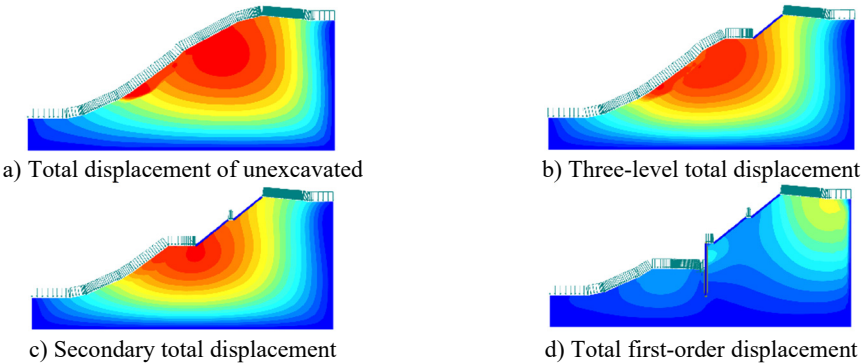 a) Total displacement of unexcavated
b) Three-level total displacement
c) Secondary total displacement
d) Total first-order displacement